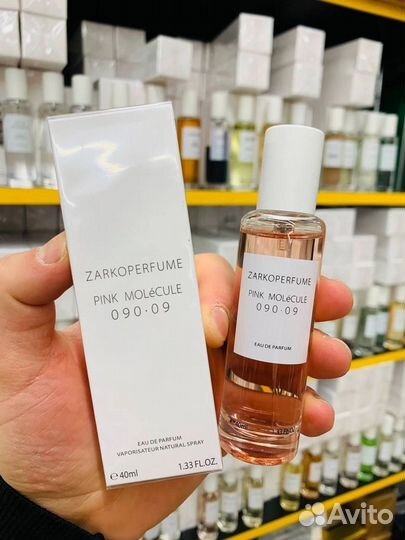 ZARKOPERFUME
PINK MOLéCULE
090·09
EAU DE PARFUM
VAPORISATEUR NATURAL SPRAY
℮40ml 1.33 FL.OZ.
ZARKOPERFUME
PINK MOLéCULE
090·09
EAU DE PARFUM
Avito